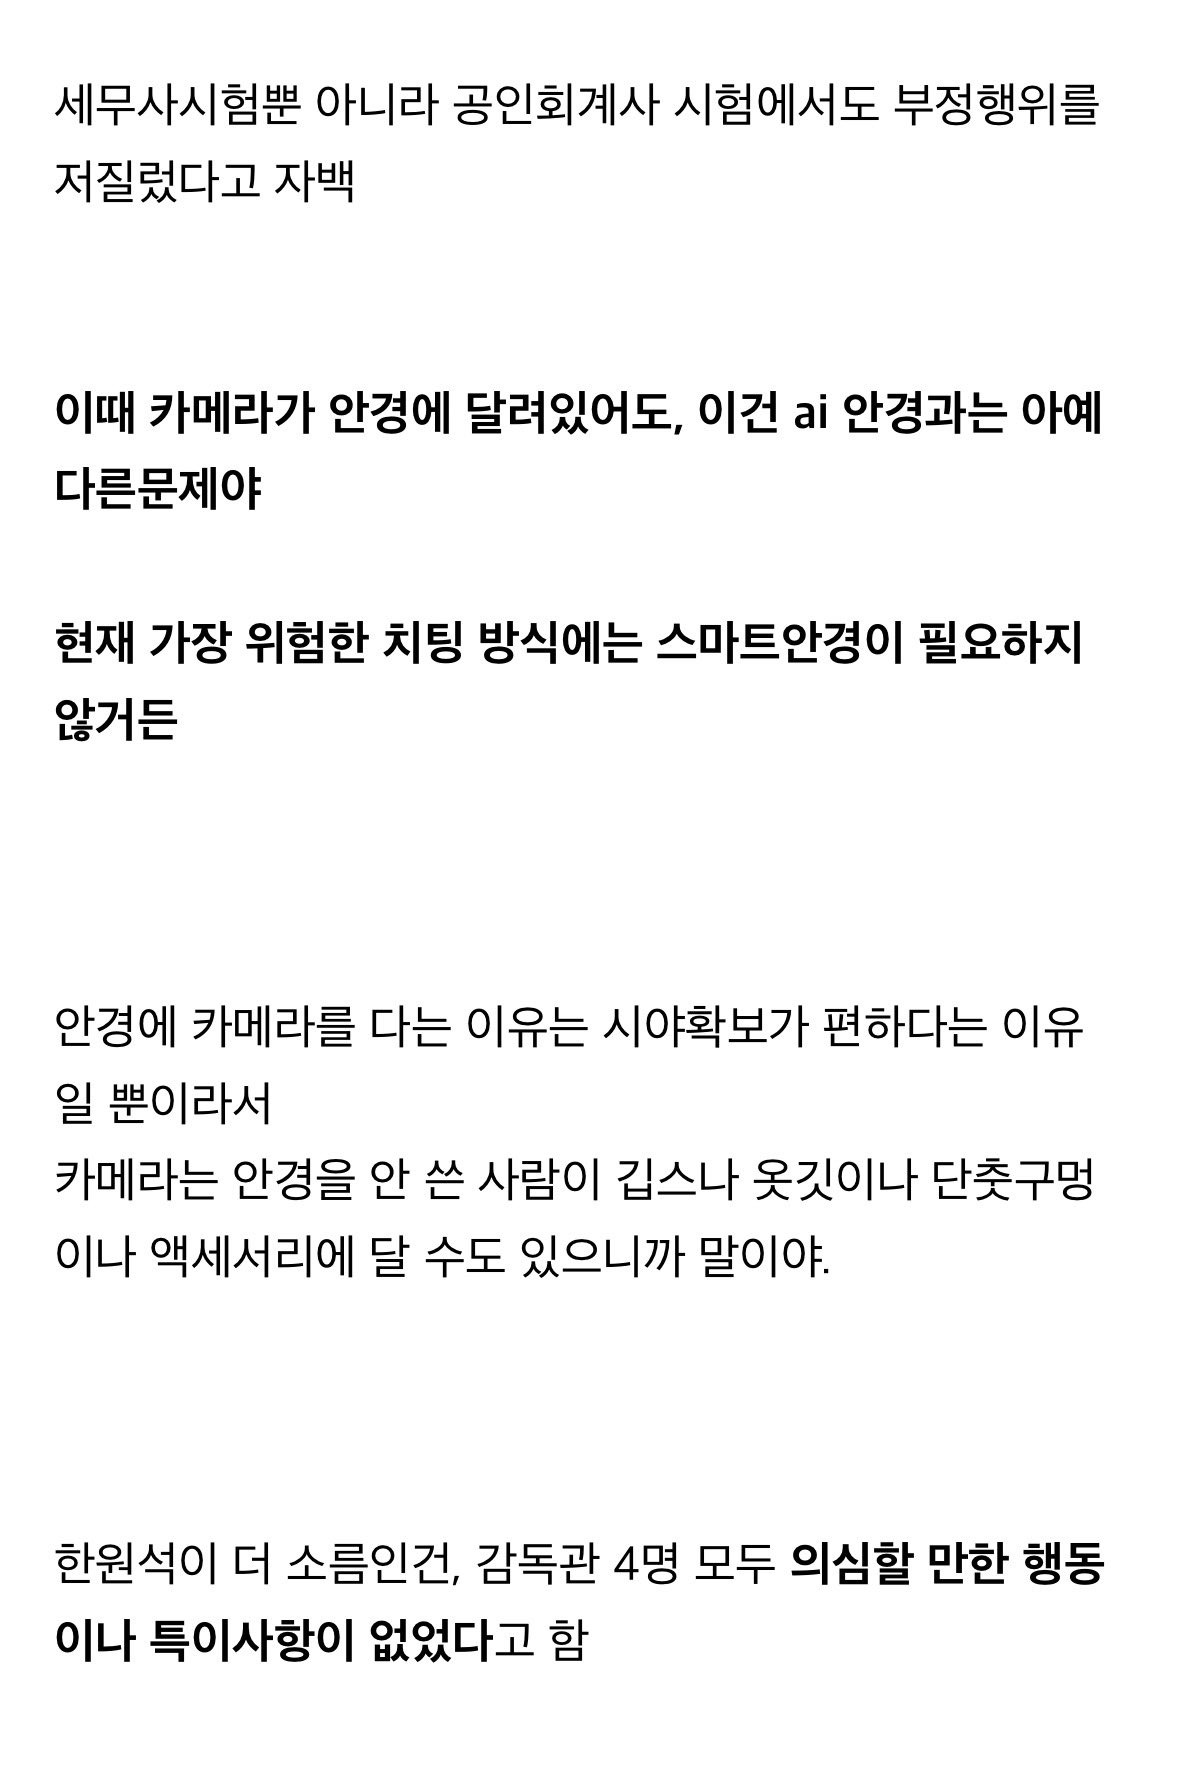 세무사시험뿐 아니라 공인회계사 시험에서도 부정행위를
저질렀다고 자백
이때 카메라가 안경에 달려있어도, 이건 ai 안경과는 아예
다른문제야
현재 가장 위험한 치팅 방식에는 스마트안경이 필요하지
않거든
안경에 카메라를 다는 이유는 시야확보가 편하다는 이유
일 뿐이라서
카메라는 안경을 안 쓴 사람이 깁스나 옷깃이나 단춧구멍
이나 액세서리에 달 수도 있으니까 말이야.
한원석이 더 소름인건, 감독관 4명 모두 의심할 만한 행동
이나 특이사항이 없었다고 함